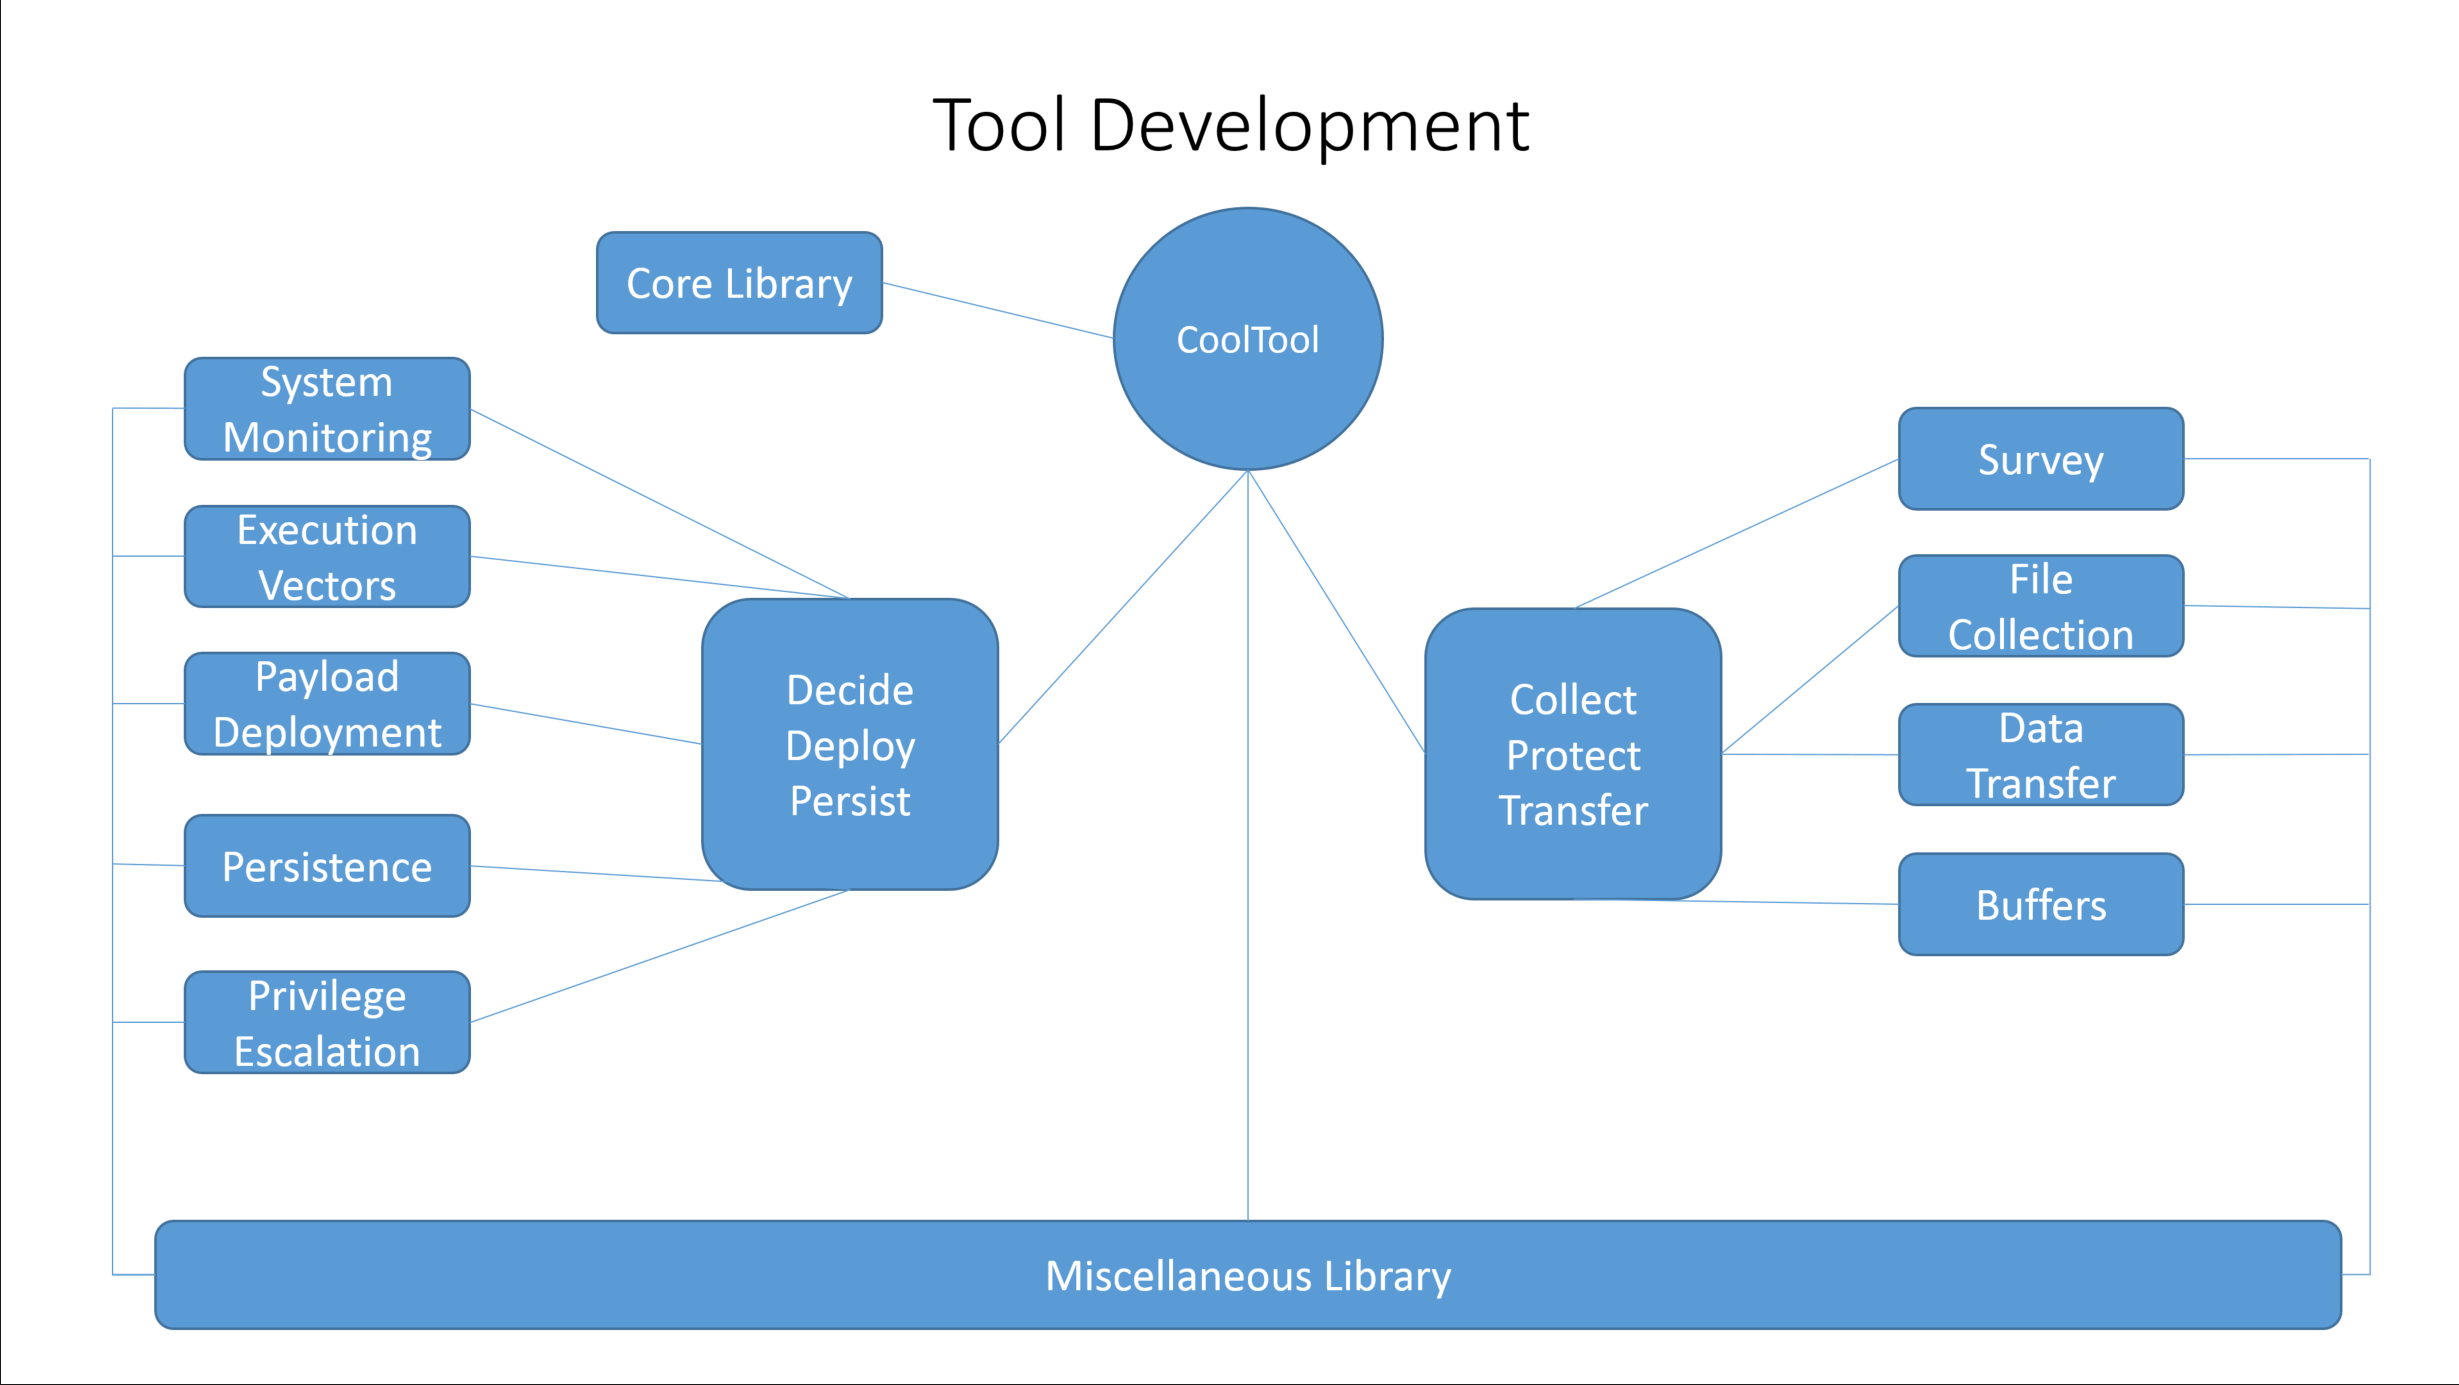 Tool Development
Core Library
CoolTool
System
Monitoring
Execution
Vectors
Payload
Deployment
Persistence
Privilege
Escalation
Decide
Deploy
Persist
Collect
Protect
Transfer
Survey
File
Collection
Data
Transfer
Buffers
Miscellaneous Library